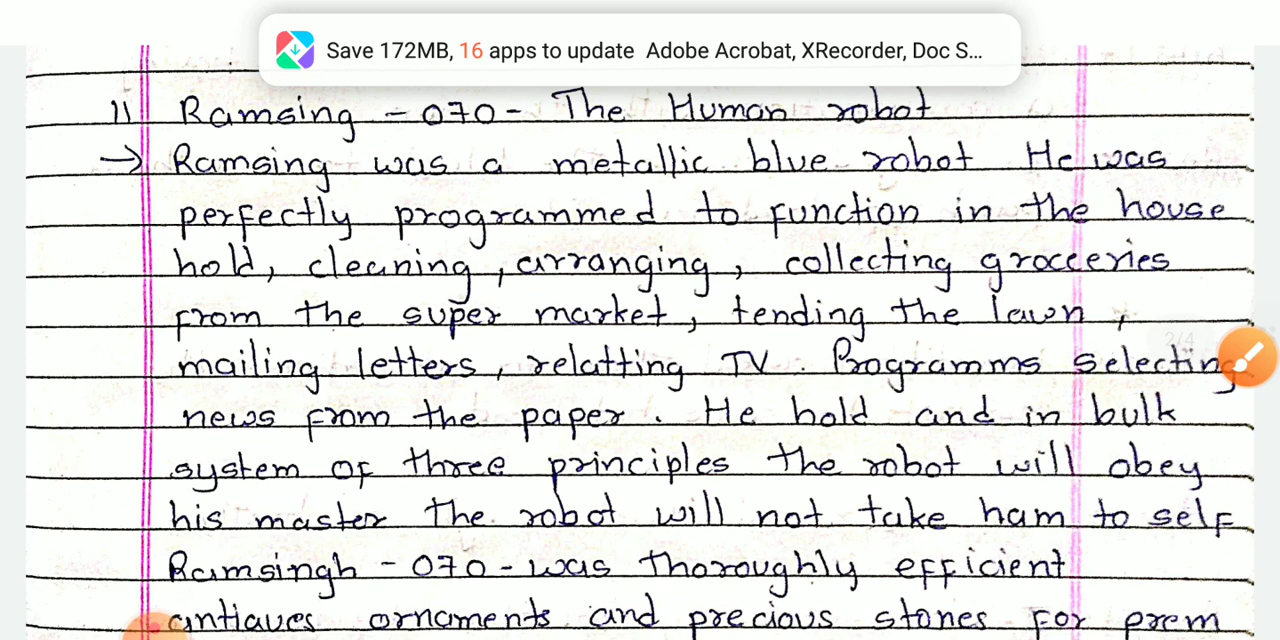 Save 172MB, 16 apps to update Adobe Acrobat, XRecorder, Doc S...
11 Ramsing - 070 - The Human robot
→ Ramsing was a metallic blue robot He was
perfectly programmed to function in the house
hold, cleaning, arranging, collecting groceeries
from the super market, tending the lawn,
2/4
mailing letters, relatting TV. Programms selecting
news from the paper. He hold and in bulk
system of three principles the robot will obey
his master the robot will not take ham to self
Ramsingh - 070 - was thoroughly efficient
antiaues ornaments and precious stones for prem